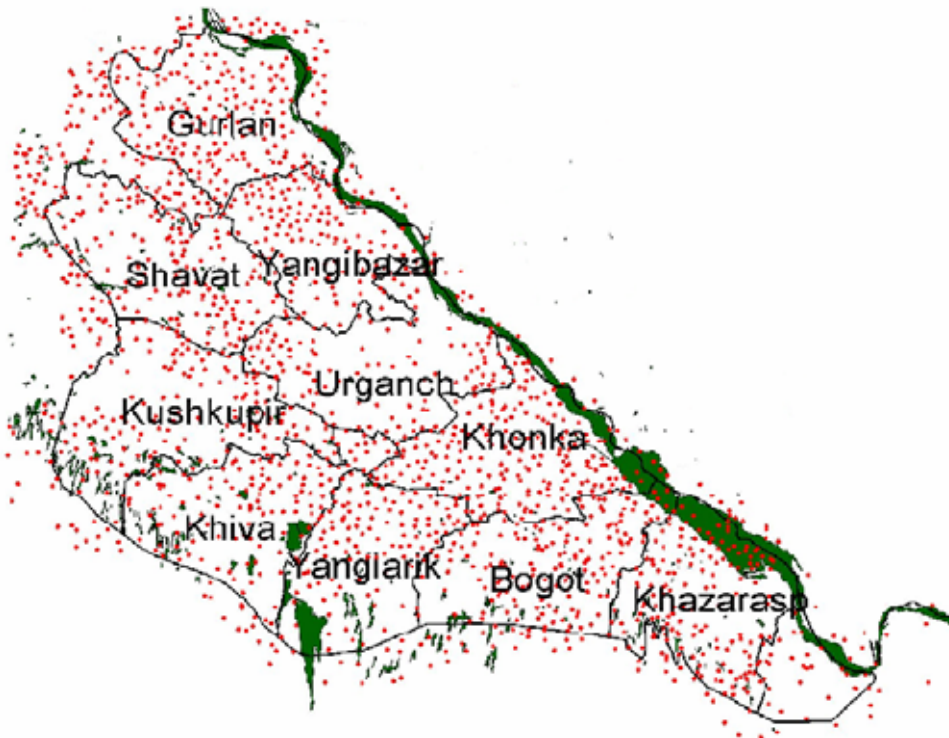 Gurlan
Shavat
Yangibazar
Urganch
Kushkupir
Khonka
Khiva
Yangiarik
Bogot
Khazarasp